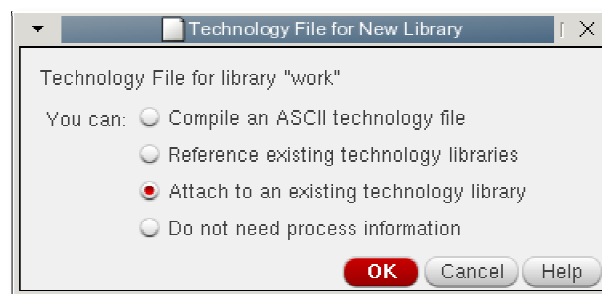 Technology File for New Library
Technology File for library "work"
You can: Compile an ASCII technology file
Reference existing technology libraries
Attach to an existing technology library
Do not need process information
OK Cancel Help